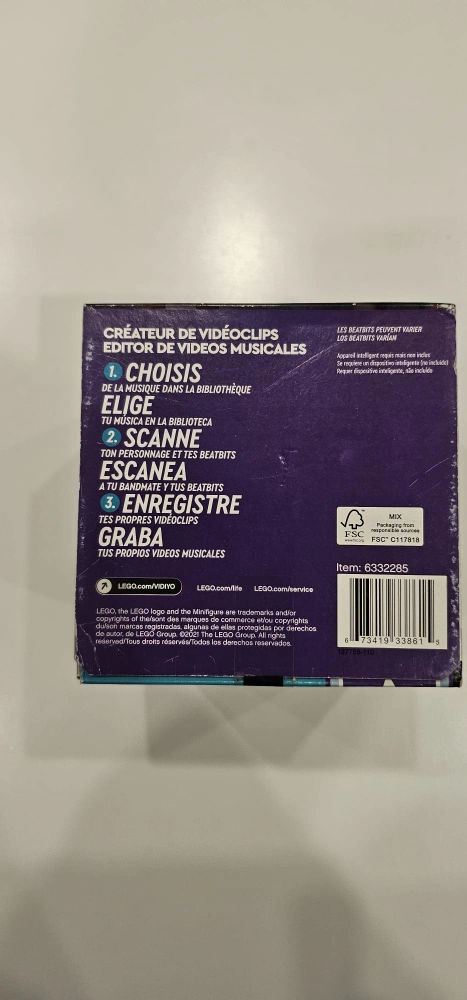 CRÉATEUR DE VIDÉOCLIPS
EDITOR DE VIDEOS MUSICALES
1. CHOISIS
DE LA MUSIQUE DANS LA BIBLIOTHÈQUE
ELIGE
TU MÚSICA EN LA BIBLIOTECA
2. SCANNE
TON PERSONNAGE ET TES BEATBITS
ESCANEA
A TU BANDMATE Y TUS BEATBITS
3. ENREGISTRE
TES PROPRES VIDÉOCLIPS
GRABA
TUS PROPIOS VIDEOS MUSICALES
LEGO.com/VIDIYO
LEGO.com/life
LEGO.com/service
LEGO, the LEGO logo and the Minifigure are trademarks and/or
copyrights of the/sont des marques de commerce et/ou copyrights
du/son marcas registradas, algunas de ellas protegidas por derechos
de autor, de LEGO Group. ©2021 The LEGO Group. All rights
reserved/Tous droits réservés/Todos los derechos reservados.
LES BEATBITS PEUVENT VARIER
LOS BEATBITS VARÍAN
Appareil intelligent requis mais non inclus
Se requiere un dispositivo inteligente (no incluido)
Requer dispositivo inteligente, não incluído
FSC
www.fsc.org
MIX
Packaging from
responsible sources
FSC™ C117818
Item: 6332285
6 73419 33861 5